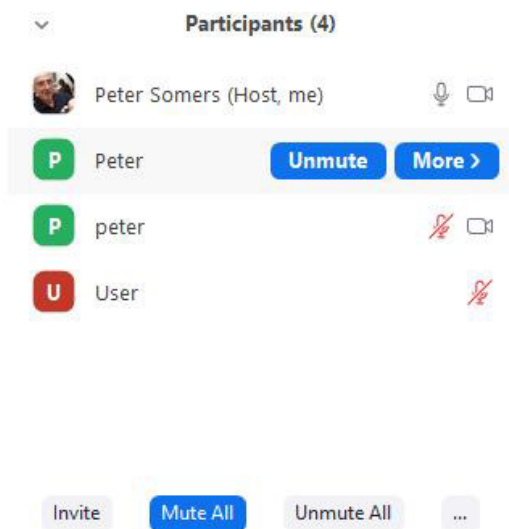 Participants (4)
Peter Somers (Host, me)
P Peter Unmute More >
P peter
U User
Invite Mute All Unmute All ...